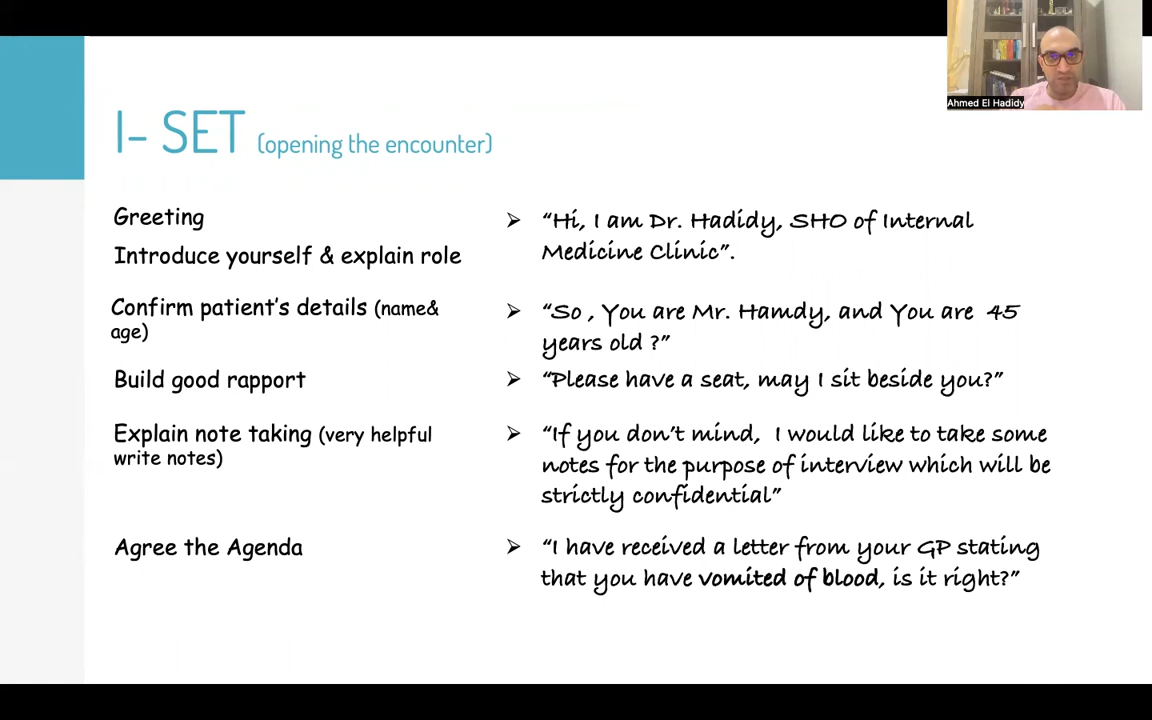 Ahmed El Hadidy
I- SET (opening the encounter)
Greeting
Introduce yourself & explain role
➢ “Hi, I am Dr. Hadidy, SHO of Internal
Medicine Clinic”.
Confirm patient’s details (name&
age)
➢ “So , You are Mr. Hamdy, and You are 45
years old ?”
Build good rapport
➢ “Please have a seat, may I sit beside you?”
Explain note taking (very helpful
write notes)
➢ “If you don’t mind, I would like to take some
notes for the purpose of interview which will be
strictly confidential”
Agree the Agenda
➢ “I have received a letter from your GP stating
that you have vomited of blood, is it right?”